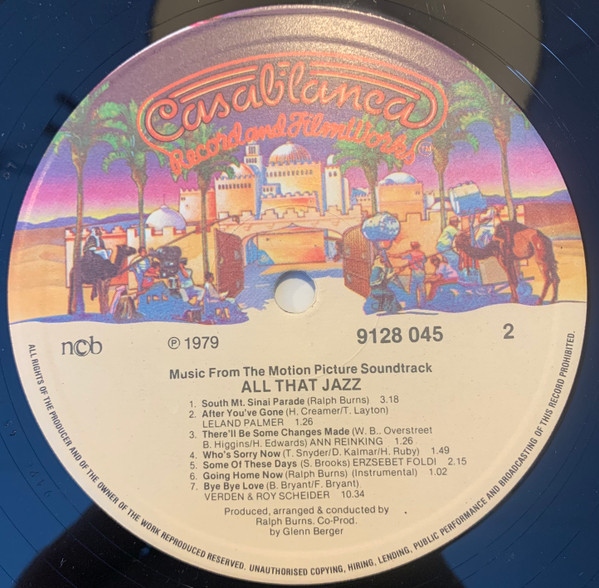 Casablanca
Record and FilmWorks
TM
ncb
℗ 1979
9128 045
2
Music From The Motion Picture Soundtrack
ALL THAT JAZZ
1. South Mt. Sinai Parade (Ralph Burns) 3.18
2. After You've Gone (H. Creamer/T. Layton)
LELAND PALMER 1.26
3. There'll Be Some Changes Made (W. B.. Overstreet
B. Higgins/H. Edwards) ANN REINKING 1.26
4. Who's Sorry Now (T. Snyder/D. Kalmar/H. Ruby) 1.49
5. Some Of These Days (S. Brooks) ERZSEBET FOLDI 2.15
6. Going Home Now (Ralph Burns) (Instrumental) 1.02
7. Bye Bye Love (B. Bryant/F. Bryant)
VERDEN & ROY SCHEIDER 10.34
Produced, arranged & conducted by
Ralph Burns. Co-Prod.
by Glenn Berger
ALL RIGHTS OF THE PRODUCER AND OF THE OWNER OF THE WORK REPRODUCED RESERVED. UNAUTHORISED COPYING, HIRING, LENDING, PUBLIC PERFORMANCE AND BROADCASTING OF THIS RECORD PROHIBITED.